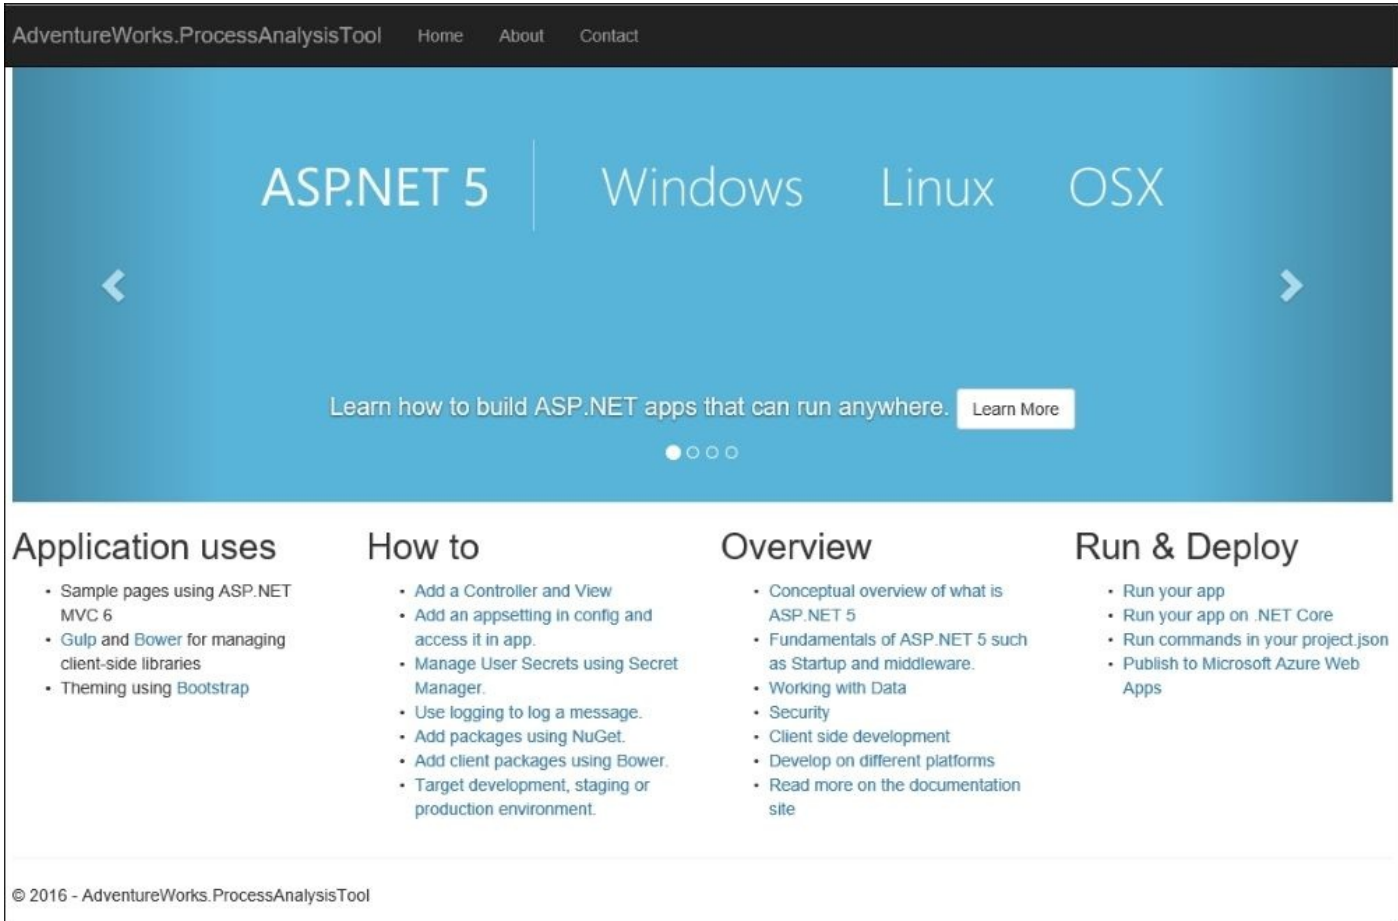 AdventureWorks.ProcessAnalysisTool Home About Contact
ASP.NET 5 Windows Linux OSX
Learn how to build ASP.NET apps that can run anywhere. Learn More
Application uses
Sample pages using ASP.NET
MVC 6
Gulp and Bower for managing
client-side libraries
Theming using Bootstrap
How to
Add a Controller and View
Add an appsetting in config and
access it in app.
Manage User Secrets using Secret
Manager.
Use logging to log a message.
Add packages using NuGet.
Add client packages using Bower.
Target development, staging or
production environment.
Overview
Conceptual overview of what is
ASP.NET 5
Fundamentals of ASP.NET 5 such
as Startup and middleware.
Working with Data
Security
Client side development
Develop on different platforms
Read more on the documentation
site
Run & Deploy
Run your app
Run your app on .NET Core
Run commands in your project.json
Publish to Microsoft Azure Web
Apps
© 2016 - AdventureWorks.ProcessAnalysisTool